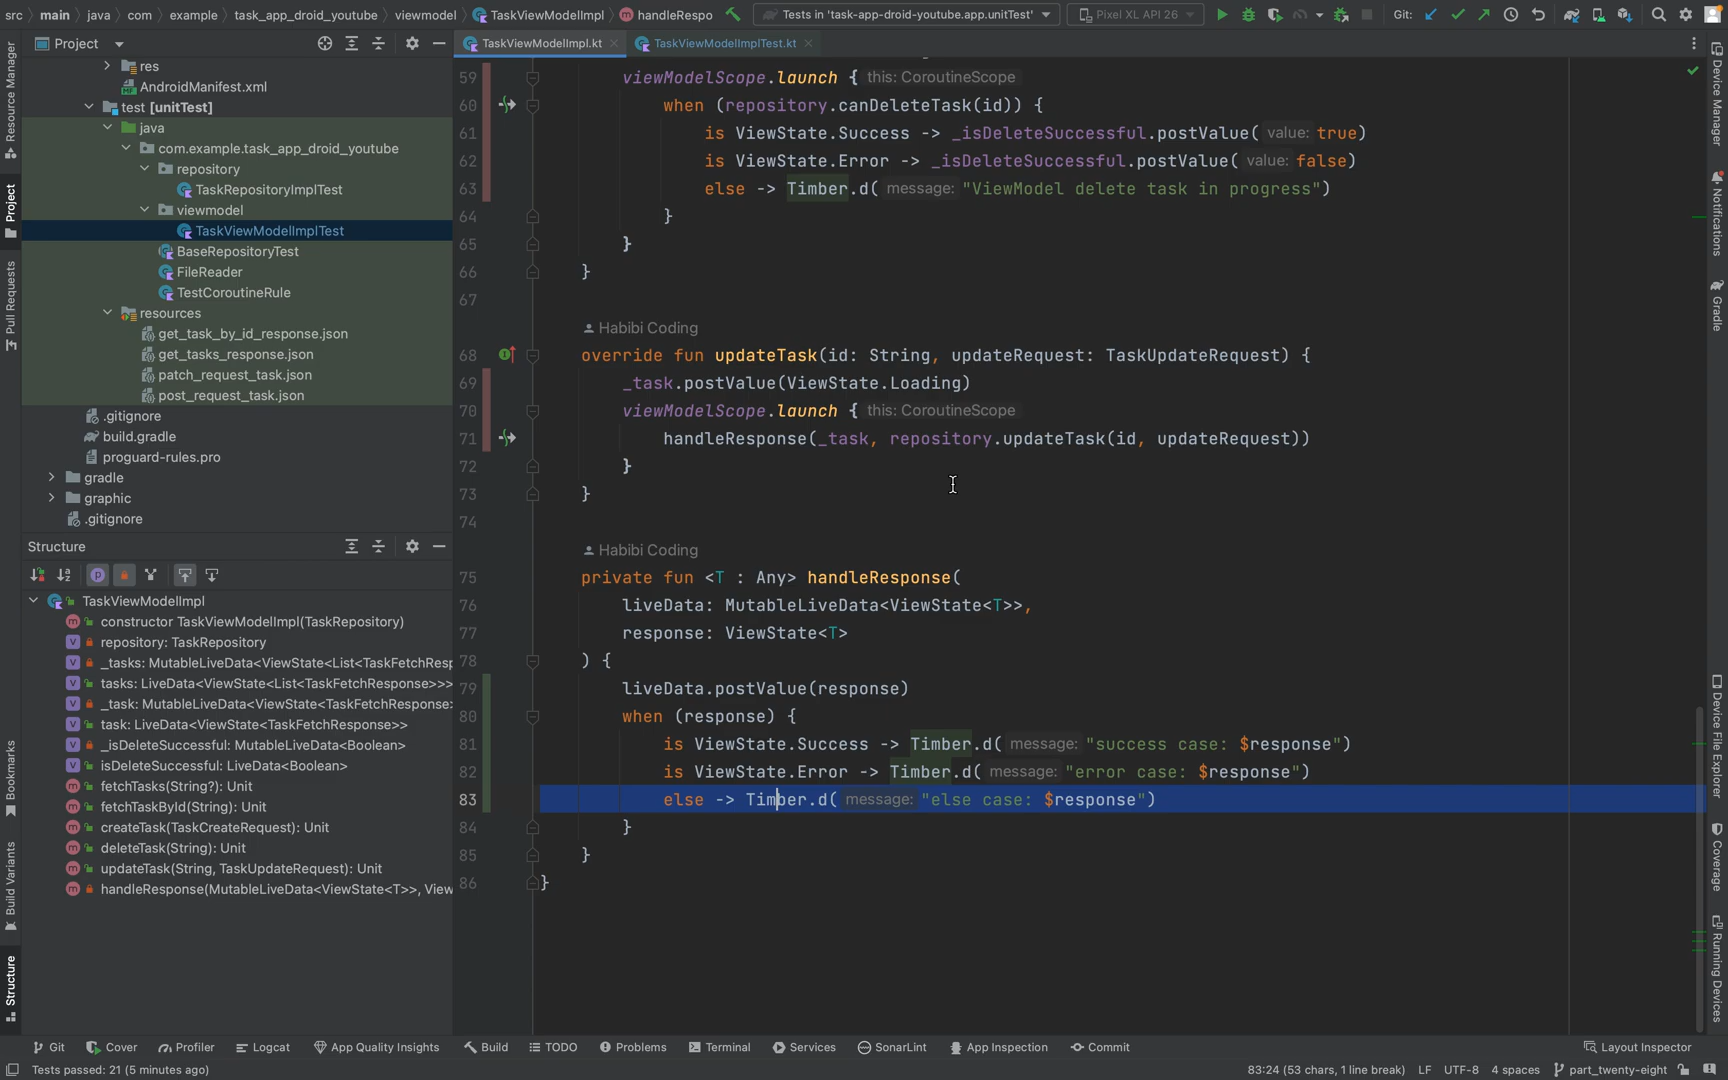 src main java com example task_app_droid_youtube viewmodel TaskViewModelImpl handleRespo Tests in 'task-app-droid-youtube.app.unitTest' Pixel XL API 26 Git:
Project
TaskViewModelImpl.kt TaskViewModelImplTest.kt
res
AndroidManifest.xml
test [unitTest]
java
com.example.task_app_droid_youtube
repository
TaskRepositoryImplTest
viewmodel
TaskViewModelImplTest
BaseRepositoryTest
FileReader
TestCoroutineRule
resources
get_task_by_id_response.json
get_tasks_response.json
patch_request_task.json
post_request_task.json
.gitignore
build.gradle
proguard-rules.pro
gradle
graphic
.gitignore
Structure
TaskViewModelImpl
constructor TaskViewModelImpl(TaskRepository)
repository: TaskRepository
_tasks: MutableLiveData<ViewState<List<TaskFetchResp
tasks: LiveData<ViewState<List<TaskFetchResponse>>>
_task: MutableLiveData<ViewState<TaskFetchResponse>
task: LiveData<ViewState<TaskFetchResponse>>
_isDeleteSuccessful: MutableLiveData<Boolean>
isDeleteSuccessful: LiveData<Boolean>
fetchTasks(String?): Unit
fetchTaskById(String): Unit
createTask(TaskCreateRequest): Unit
deleteTask(String): Unit
updateTask(String, TaskUpdateRequest): Unit
handleResponse(MutableLiveData<ViewState<T>>, View
59 viewModelScope.launch { this: CoroutineScope
60 when (repository.canDeleteTask(id)) {
61 is ViewState.Success -> _isDeleteSuccessful.postValue( value: true)
62 is ViewState.Error -> _isDeleteSuccessful.postValue( value: false)
63 else -> Timber.d( message: "ViewModel delete task in progress")
64 }
65 }
66 }
67
Habibi Coding
68 override fun updateTask(id: String, updateRequest: TaskUpdateRequest) {
69 _task.postValue(ViewState.Loading)
70 viewModelScope.launch { this: CoroutineScope
71 handleResponse(_task, repository.updateTask(id, updateRequest))
72 }
73 }
74
Habibi Coding
75 private fun <T : Any> handleResponse(
76 liveData: MutableLiveData<ViewState<T>>,
77 response: ViewState<T>
78 ) {
79 liveData.postValue(response)
80 when (response) {
81 is ViewState.Success -> Timber.d( message: "success case: $response")
82 is ViewState.Error -> Timber.d( message: "error case: $response")
83 else -> Timber.d( message: "else case: $response")
84 }
85 }
86 }
Resource Manager
Project
Pull Requests
Bookmarks
Build Variants
Structure
Device Manager
Notifications
Gradle
Device File Explorer
Coverage
Running Devices
Git Cover Profiler Logcat App Quality Insights Build TODO Problems Terminal Services SonarLint App Inspection Commit Layout Inspector
Tests passed: 21 (5 minutes ago) 83:24 (53 chars, 1 line break) LF UTF-8 4 spaces part_twenty-eight